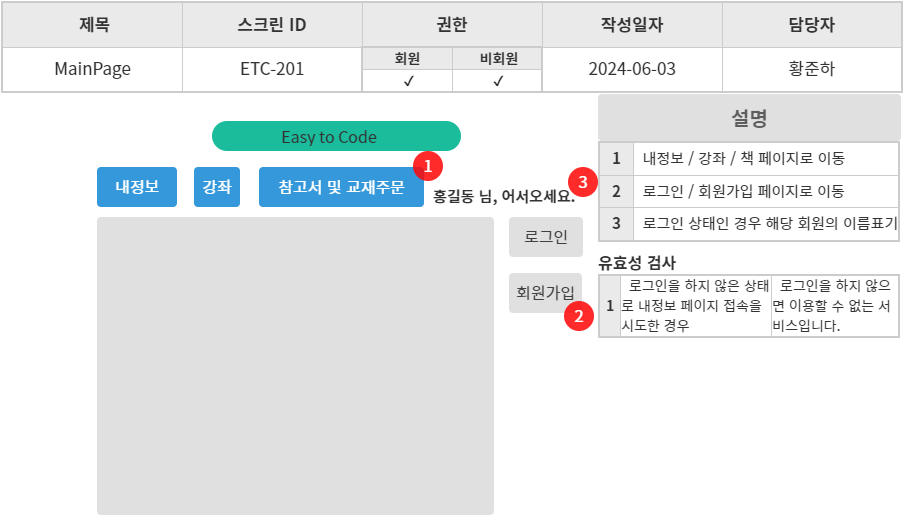 제목 스크린 ID 권한 작성일자 담당자
회원 비회원
MainPage ETC-201 2024-06-03 황준하
✓ ✓
설명
Easy to Code
1 내정보 / 강좌 / 책 페이지로 이동
1
내정보 강좌 참고서 및 교재주문
3
2 로그인 / 회원가입 페이지로 이동
홍길동 님, 어서오세요.
3 로그인 상태인 경우 해당 회원의 이름표기
로그인
유효성 검사
회원가입
2
1 로그인을 하지 않은 상태
로 내정보 페이지 접속을
시도한 경우
로그인을 하지 않으
면 이용할 수 없는 서
비스입니다.